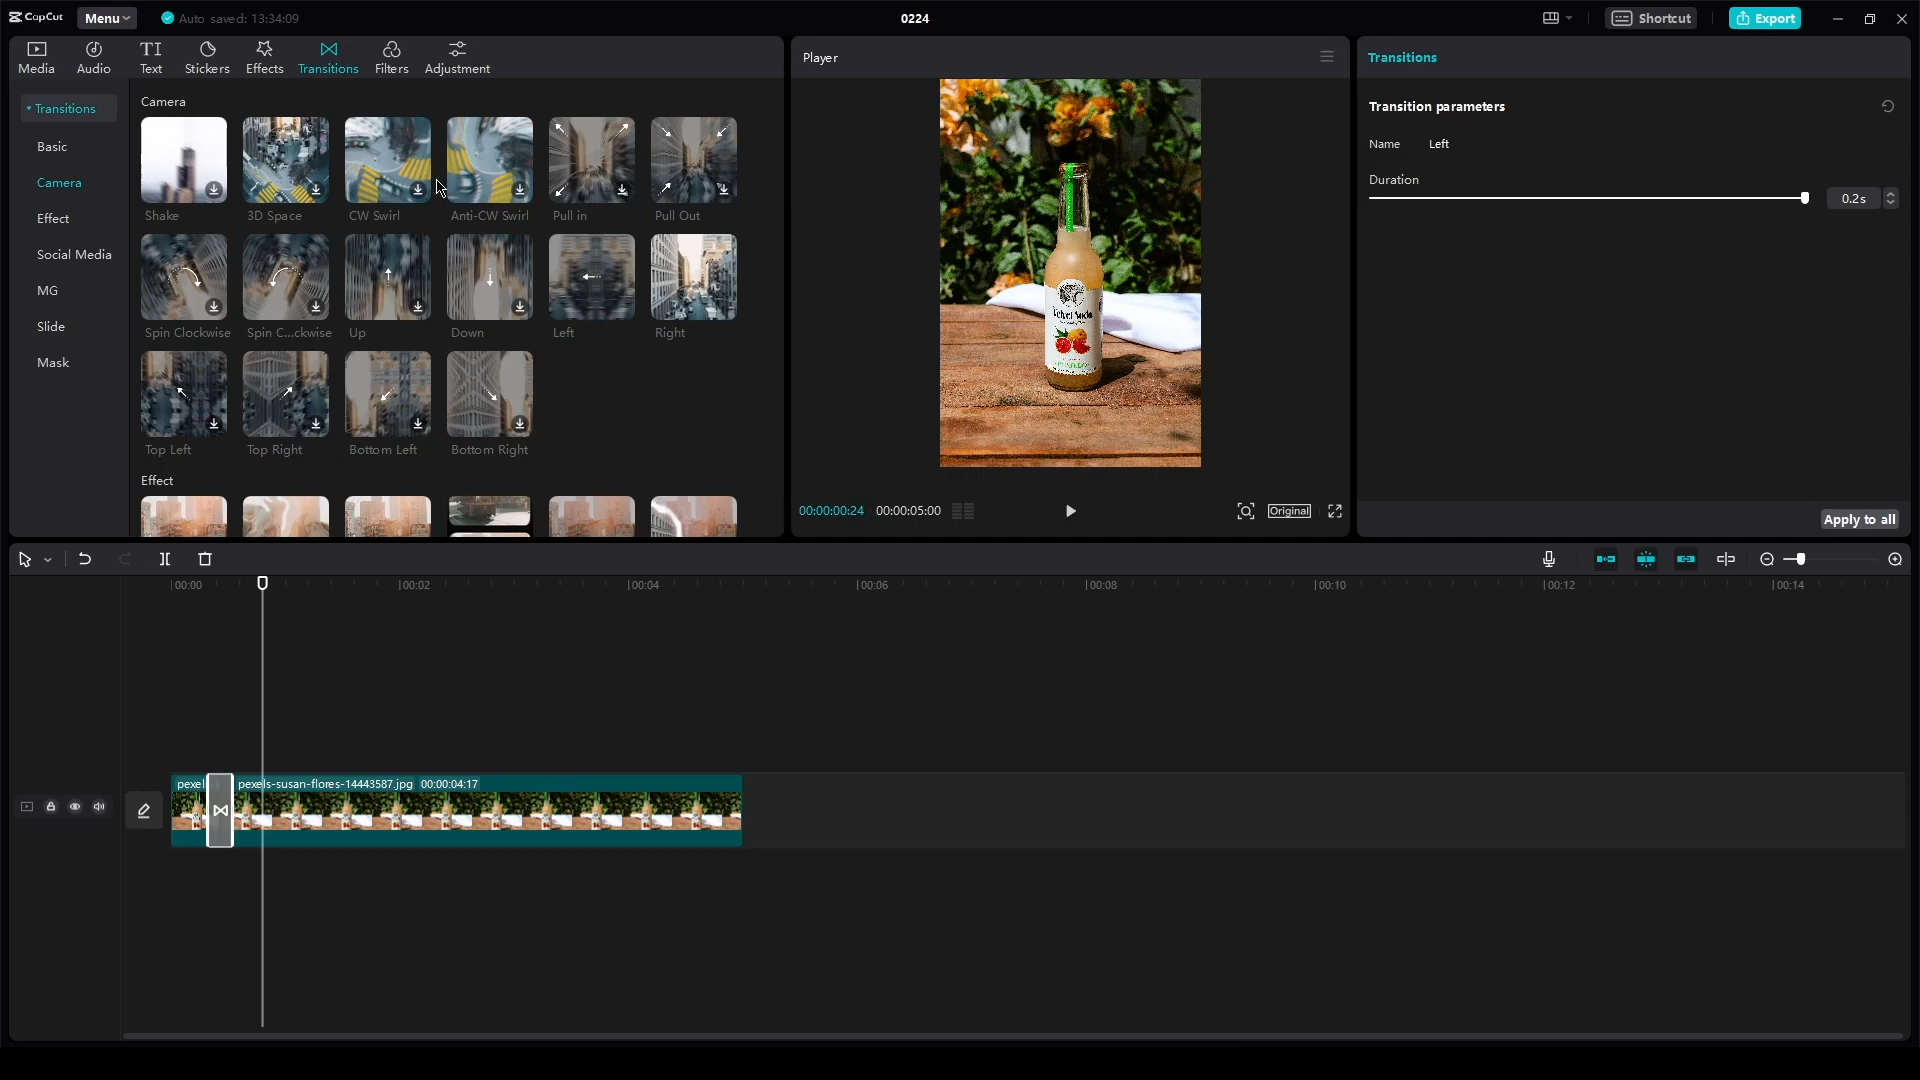 CapCut
Menu
Auto saved: 13:34:09
0224
Shortcut
Export
Media
Audio
TI
Text
Stickers
Effects
Transitions
Filters
Adjustment
Transitions
Basic
Camera
Effect
Social Media
MG
Slide
Mask
Camera
Shake
3D Space
CW Swirl
Anti-CW Swirl
Pull in
Pull Out
Spin Clockwise
Spin C...ckwise
Up
Down
Left
Right
Top Left
Top Right
Bottom Left
Bottom Right
Effect
Player
00:00:00:24
00:00:05:00
Original
Transitions
Transition parameters
Name
Left
Duration
0.2s
Apply to all
00:00
00:02
00:04
00:06
00:08
00:10
00:12
00:14
pexel
pexels-susan-flores-14443587.jpg 00:00:04:17